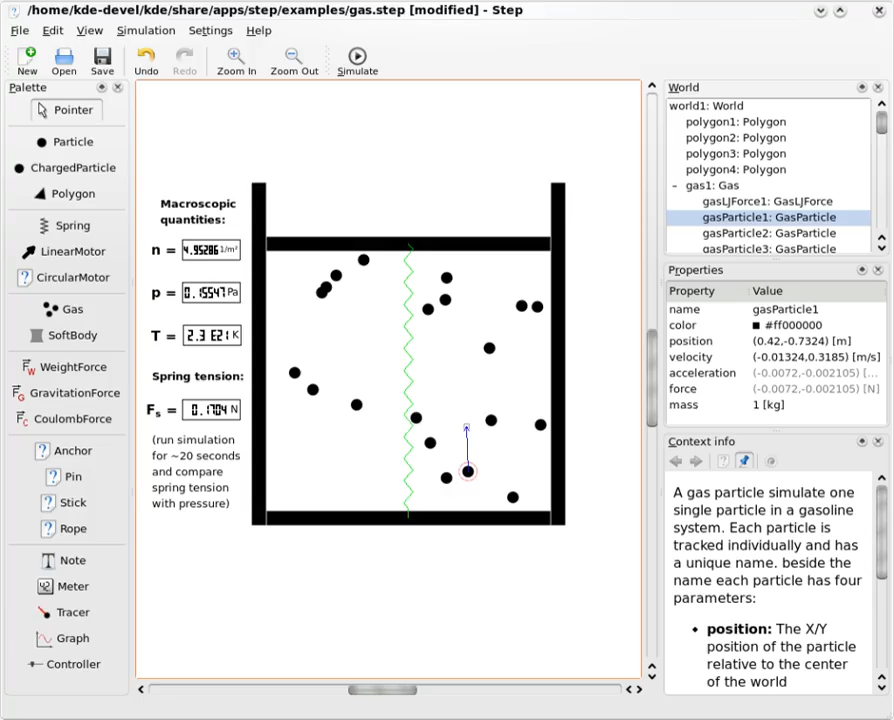 /home/kde-devel/kde/share/apps/step/examples/gas.step [modified] - Step
File Edit View Simulation Settings Help
New Open Save Undo Redo Zoom In Zoom Out Simulate
Palette
Pointer
Particle
ChargedParticle
Polygon
Spring
LinearMotor
CircularMotor
Gas
SoftBody
WeightForce
GravitationForce
CoulombForce
Anchor
Pin
Stick
Rope
Note
Meter
Tracer
Graph
Controller
Macroscopic
quantities:
n = 4.95286 1/m²
p = 0.15547 Pa
T = 2.3 E21 K
Spring tension:
Fs = 0.1704 N
(run simulation
for ~20 seconds
and compare
spring tension
with pressure)
World
world1: World
polygon1: Polygon
polygon2: Polygon
polygon3: Polygon
polygon4: Polygon
gas1: Gas
gasLJForce1: GasLJForce
gasParticle1: GasParticle
gasParticle2: GasParticle
gasParticle3: GasParticle
Properties
Property Value
name gasParticle1
color #ff000000
position (0.42,-0.7324) [m]
velocity (-0.01324,0.3185) [m/s]
acceleration (-0.0072,-0.002105) [...
force (-0.0072,-0.002105) [N]
mass 1 [kg]
Context info
A gas particle simulate one
single particle in a gasoline
system. Each particle is
tracked individually and has
a unique name. beside the
name each particle has four
parameters:
• position: The X/Y
position of the particle
relative to the center
of the world